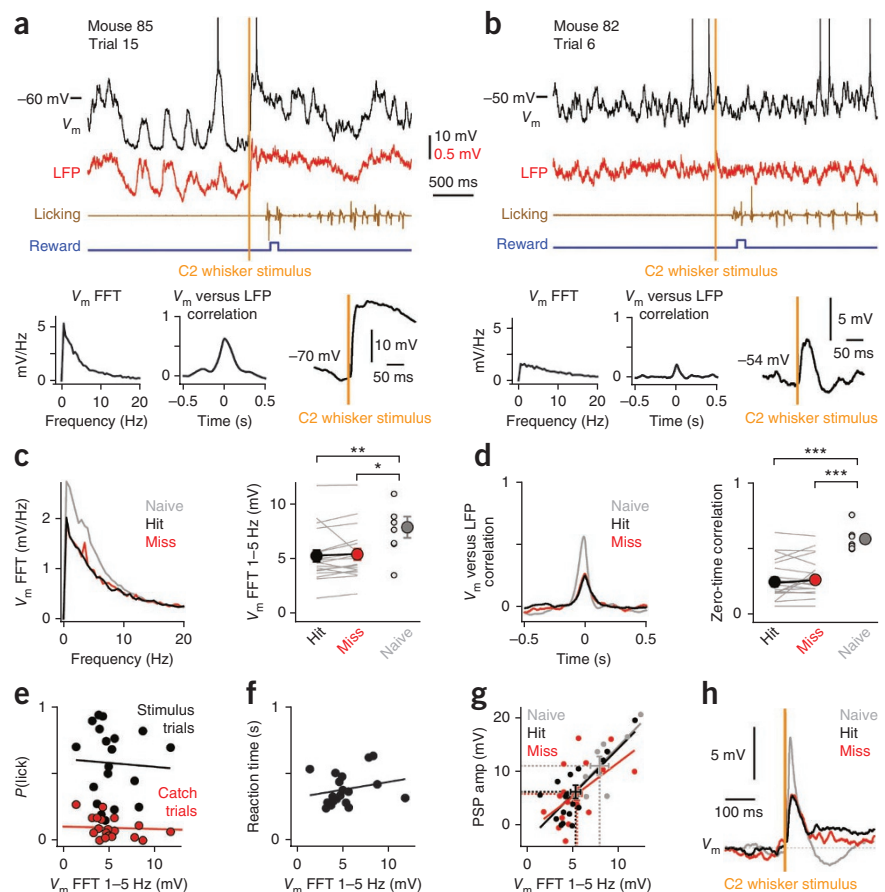 a
Mouse 85
Trial 15
–60 mV
Vm
LFP
Licking
Reward
C2 whisker stimulus
10 mV
0.5 mV
500 ms
Vm FFT
mV/Hz
5
0
0 10 20
Frequency (Hz)
Vm versus LFP
correlation
1
0
–0.5 0 0.5
Time (s)
–70 mV
10 mV
50 ms
C2 whisker stimulus
b
Mouse 82
Trial 6
–50 mV
Vm
LFP
Licking
Reward
C2 whisker stimulus
Vm FFT
mV/Hz
5
0
0 10 20
Frequency (Hz)
Vm versus LFP
correlation
1
0
–0.5 0 0.5
Time (s)
–54 mV
5 mV
50 ms
C2 whisker stimulus
c
Vm FFT (mV/Hz)
2
1
0
0 10 20
Frequency (Hz)
Naive
Hit
Miss
**
*
Vm FFT 1–5 Hz (mV)
10
5
0
Hit
Miss
Naive
d
Vm versus LFP
correlation
1
0
–0.5 0 0.5
Time (s)
Naive
Hit
Miss
***
***
Zero-time correlation
1
0
Hit
Miss
Naive
e
P(lick)
1
0
Stimulus
trials
Catch
trials
0 5 10
Vm FFT 1–5 Hz (mV)
f
Reaction time (s)
1
0
0 5 10
Vm FFT 1–5 Hz (mV)
g
Naive
Hit
Miss
PSP amp (mV)
20
10
0
0 5 10
Vm FFT 1–5 Hz (mV)
h
Naive
Hit
Miss
5 mV
100 ms
Vm
C2 whisker stimulus